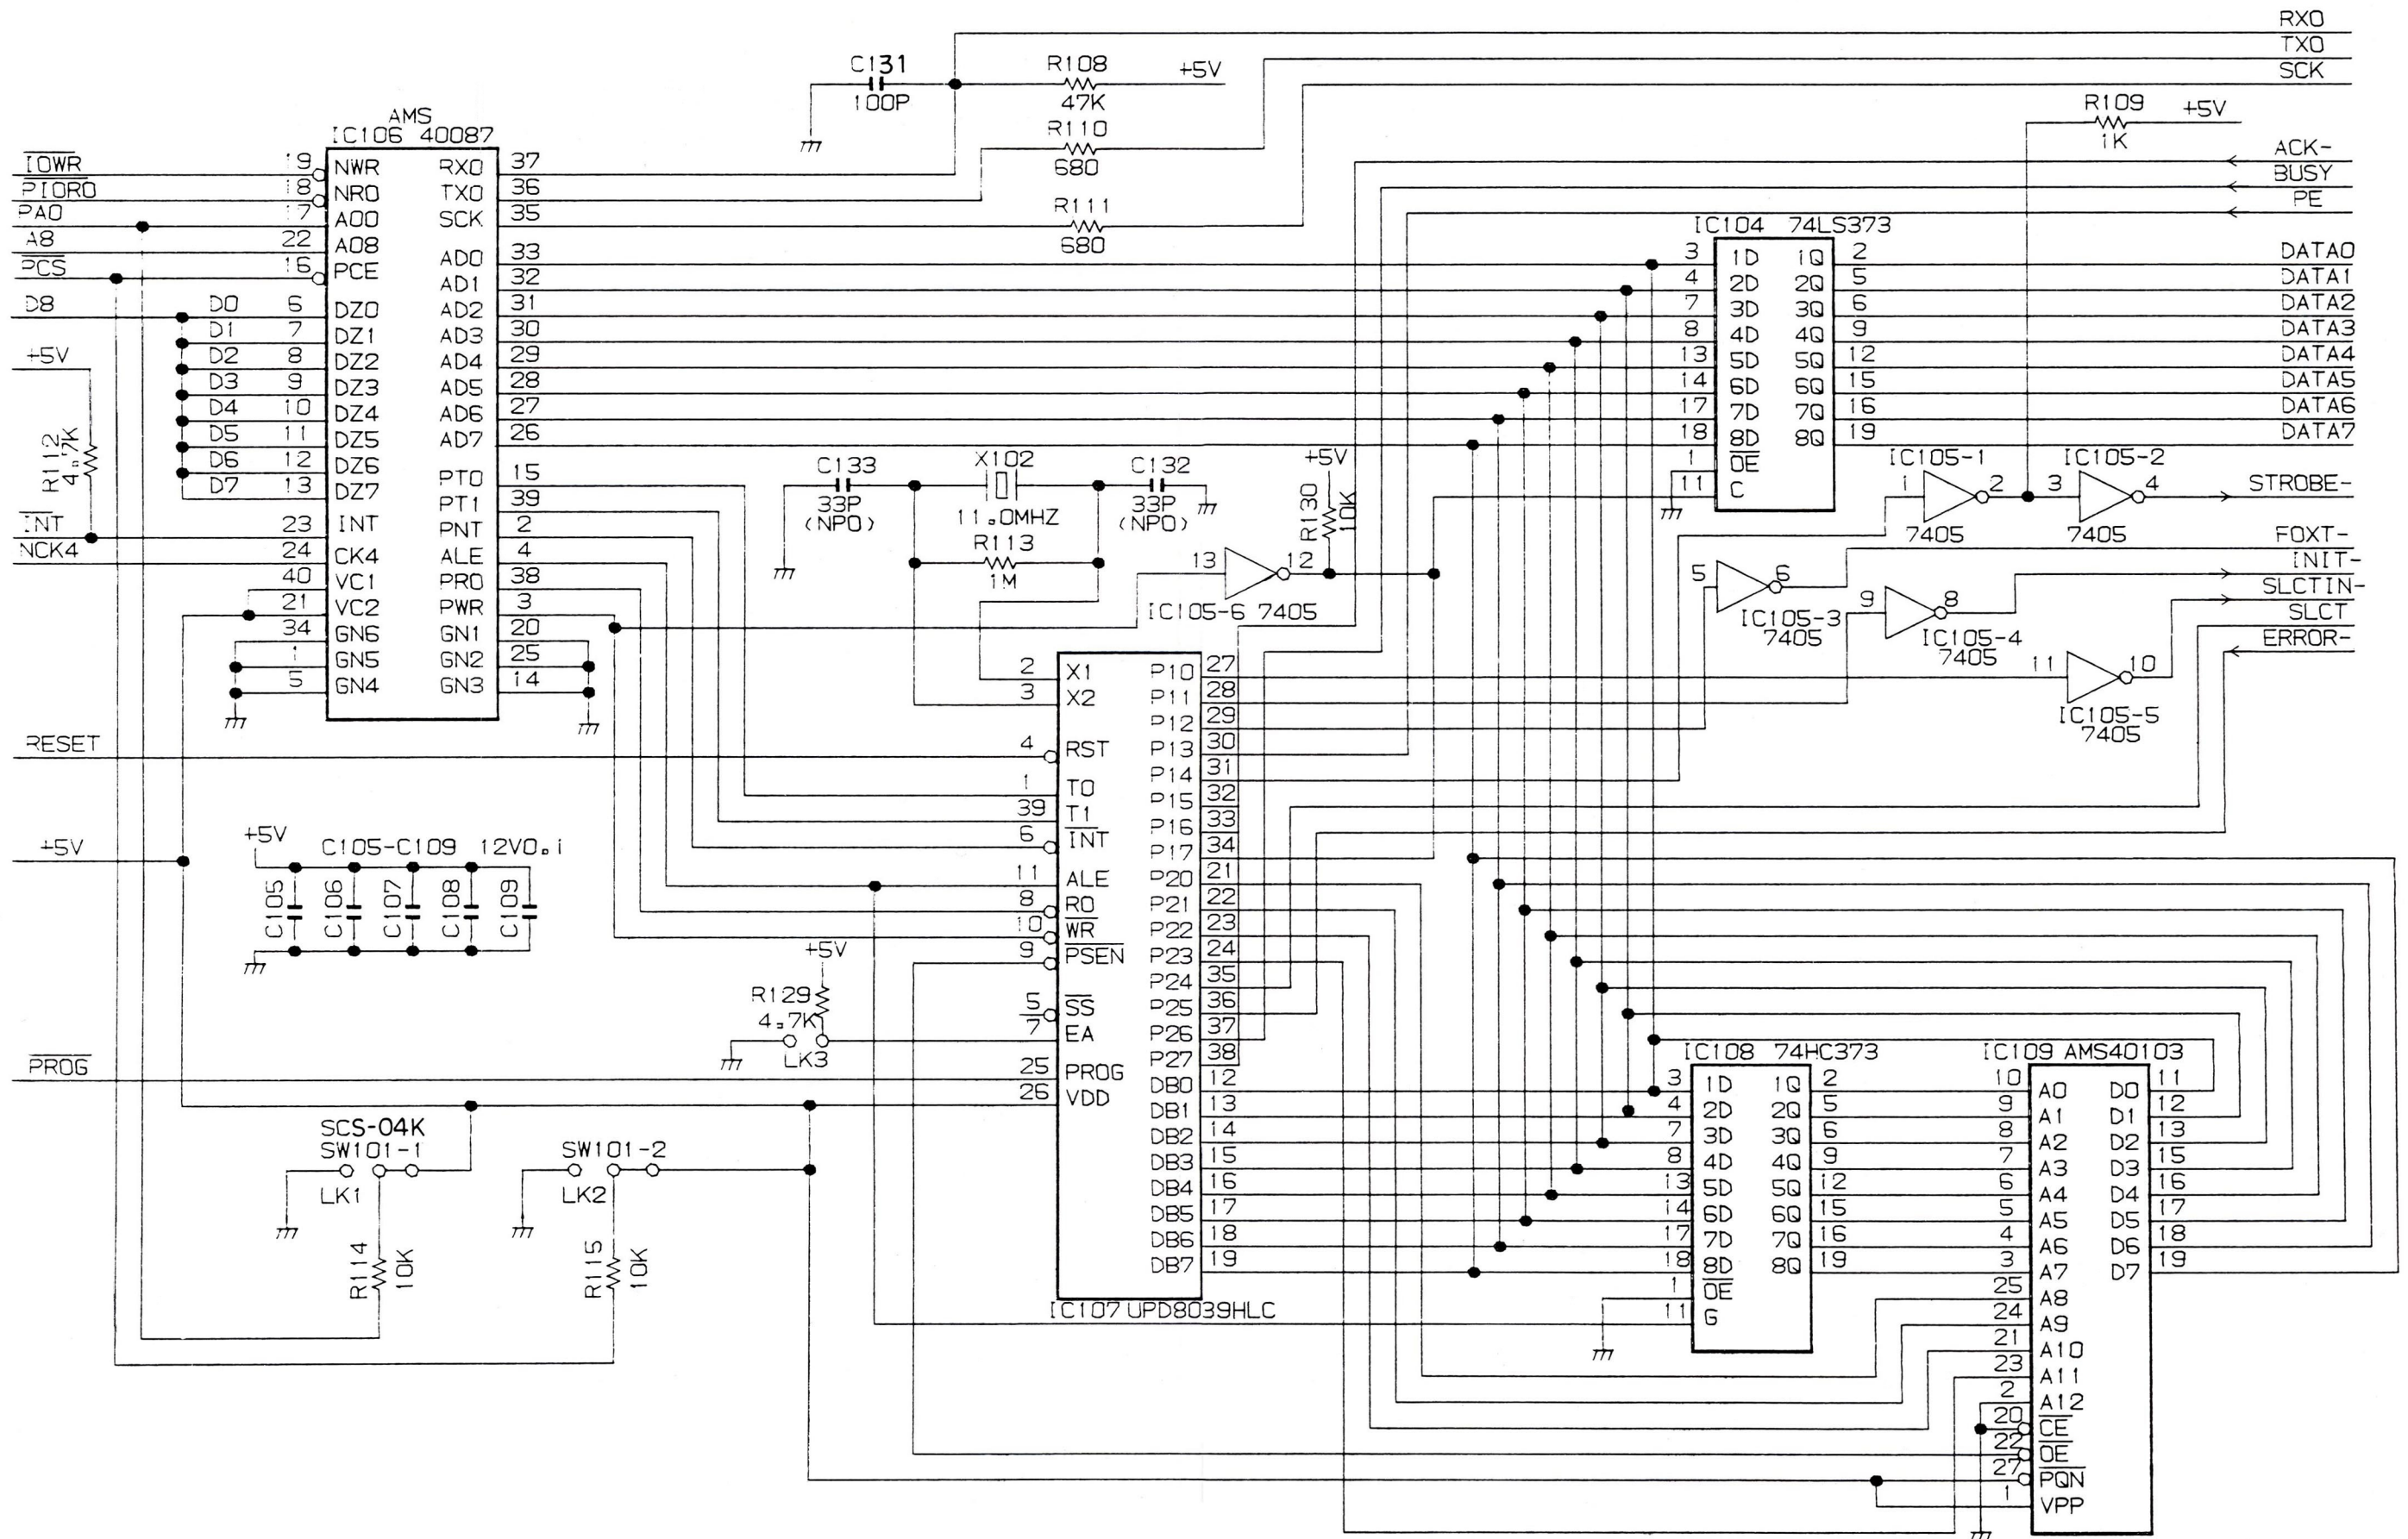 RXO
TXO
SCK
C131
100P
R108
47K
+5V
R110
680
R111
680
R109
1K
+5V
ACK-
BUSY
PE
AMS
IC106 40087
IOWR 19 NWR RXO 37
PIORO 18 NRO TXO 36
PAO 17 A00 SCK 35
A8 22 A08
PCS 16 PCE
ADO 33
AD1 32
D8 D0 6 DZ0 AD2 31
D1 7 DZ1 AD3 30
+5V D2 8 DZ2 AD4 29
D3 9 DZ3 AD5 28
D4 10 DZ4 AD6 27
D5 11 DZ5 AD7 26
D6 12 DZ6
D7 13 DZ7
R112
4.7K
PT0 15
PT1 39
INT 23 INT PNT 2
NCK4 24 CK4 ALE 4
40 VC1 PRO 38
21 VC2 PWR 3
34 GN6 GN1 20
1 GN5 GN2 25
5 GN4 GN3 14
IC104 74LS373
3 1D 1Q 2 DATA0
4 2D 2Q 5 DATA1
7 3D 3Q 6 DATA2
8 4D 4Q 9 DATA3
13 5D 5Q 12 DATA4
14 6D 6Q 15 DATA5
17 7D 7Q 16 DATA6
18 8D 8Q 19 DATA7
1 OE
11 C
C133
33P
(NPO)
X102
11.0MHZ
C132
33P
(NPO)
R113
1M
+5V
R130
10K
13 12
IC105-6 7405
IC105-1
1 2
7405
IC105-2
3 4
7405
STROBE-
FOXT-
INIT-
SLCTIN-
SLCT
ERROR-
5 6
IC105-3
7405
9 8
IC105-4
7405
11 10
IC105-5
7405
RESET
+5V
+5V
C105-C109 12V0.1
C105
C106
C107
C108
C109
2 X1 P10 27
3 X2 P11 28
P12 29
4 RST P13 30
P14 31
1 T0 P15 32
39 T1 P16 33
6 INT P17 34
11 ALE P20 21
8 RO P21 22
10 WR P22 23
9 PSEN P23 24
P24 35
5 SS P25 36
7 EA P26 37
P27 38
25 PROG DB0 12
26 VDD DB1 13
DB2 14
DB3 15
DB4 16
DB5 17
DB6 18
DB7 19
IC107 UPD8039HLC
+5V
R129
4.7K
LK3
PROG
SCS-04K
SW101-1
LK1
R114
10K
SW101-2
LK2
R115
10K
IC108 74HC373
3 1D 1Q 2
4 2D 2Q 5
7 3D 3Q 6
8 4D 4Q 9
13 5D 5Q 12
14 6D 6Q 15
17 7D 7Q 16
18 8D 8Q 19
1 OE
11 G
IC109 AMS40103
10 A0 D0 11
9 A1 D1 12
8 A2 D2 13
7 A3 D3 15
6 A4 D4 16
5 A5 D5 17
4 A6 D6 18
3 A7 D7 19
25 A8
24 A9
21 A10
23 A11
2 A12
20 CE
22 OE
27 PQN
1 VPP